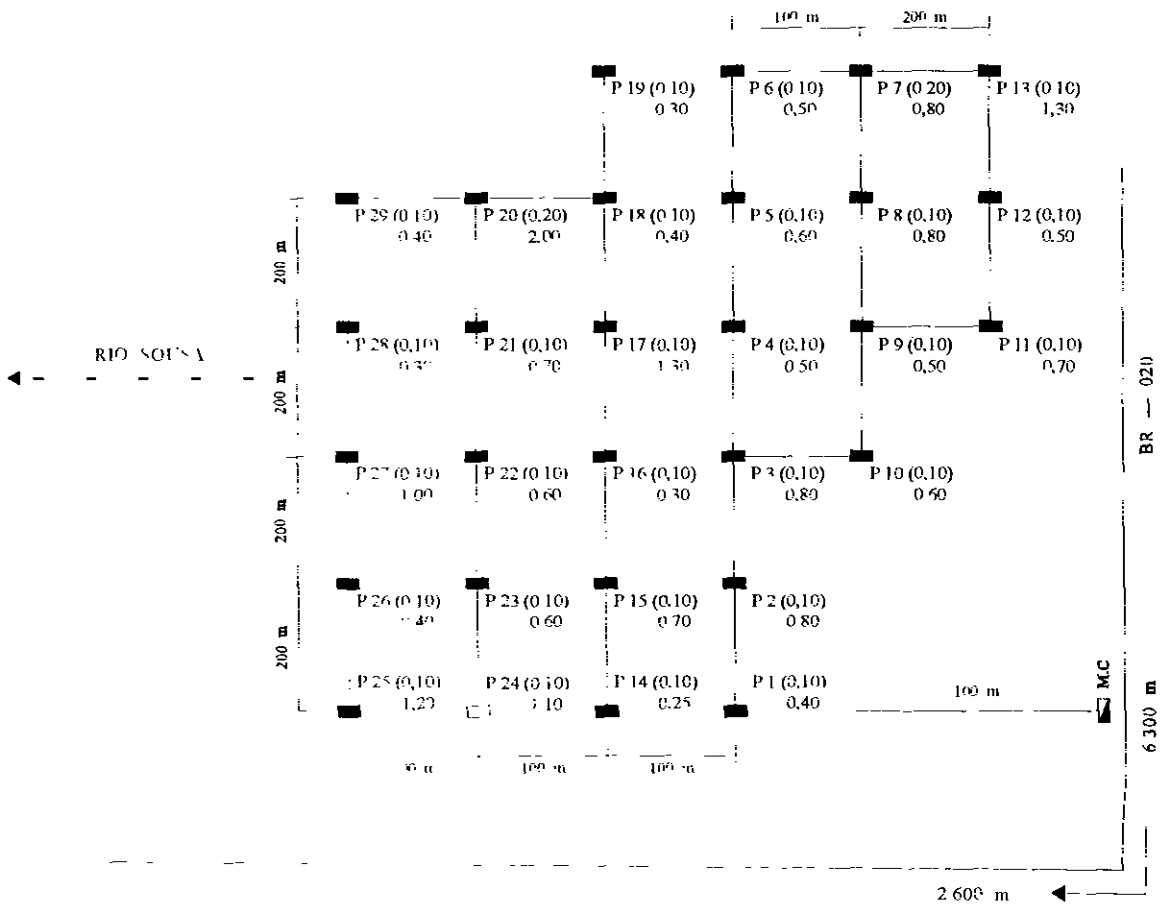 100 m 200 m
P 19 (0.10) P 6 (0.10) P 7 (0.20) P 13 (0.10)
0.30 0,50 0,80 1,30
P 29 (0.10) P 20 (0,20) P 18 (0,10) P 5 (0,10) P 8 (0,10) P 12 (0,10)
0.40 2,00 0,40 0,60 0,80 0.50
200 m
P 28 (0,10) P 21 (0,10) P 17 (0,10) P 4 (0,10) P 9 (0,10) P 11 (0,10)
0.70 1.30 0,50 0,50 0,70
RIO SOUSA
200 m
BR — 020
P 27 (0,10) P 22 (0,10) P 16 (0,10) P 3 (0,10) P 10 (0,10)
1.00 0.60 0.30 0,80 0.60
200 m
P 26 (0.10) P 23 (0.10) P 15 (0.10) P 2 (0,10)
0.60 0.70 0.80
200 m
P 25 (0,10) P 24 (0.10) P 14 (0.10) P 1 (0,10)
1,20 0.25 0,40
100 m
M.C
6 300 m
100 m 100 m
2 600 m